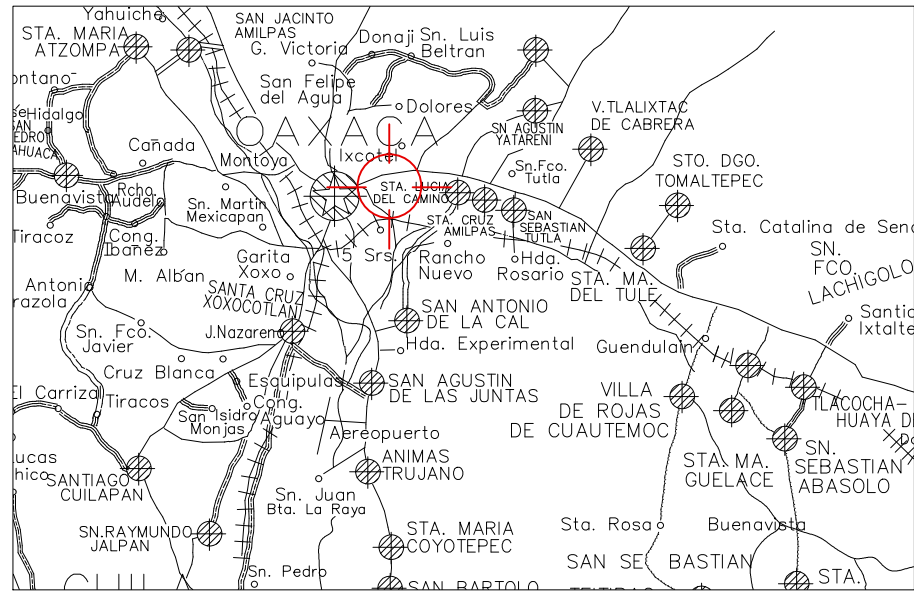 Yahuiche
SAN JACINTO
AMILPAS
STA. MARIA
ATZOMPA
G. Victoria
Donaji
Sn. Luis
Beltran
San Felipe
del Agua
Dolores
V.TLALIXTAC
DE CABRERA
SN AGUSTIN
YATARENI
OAXACA
Hidalgo
Cañada
Montoya
Ixcotel
STA. LUCIA
DEL CAMINO
Sn.Fco.
Tutla
STO. DGO.
TOMALTEPEC
Buenavista
Rcho.
Audelo
Sn. Martin
Mexicapan
STA. CRUZ
AMILPAS
SAN
SEBASTIAN
TUTLA
Tiracoz
Cong.
Ibañez
5 Srs.
Rancho
Nuevo
Hda.
Rosario
Sta. Catalina de Sen
SN.
FCO.
LACHIGOLO
M. Alban
Garita
Xoxo
SANTA CRUZ
XOXOCOTLAN
STA. MA.
DEL TULE
Antonio
razola
SAN ANTONIO
DE LA CAL
Sn. Fco.
Javier
J.Nazareno
Hda. Experimental
Guendulain
Ixtalte
Cruz Blanca
Esquipulas
SAN AGUSTIN
DE LAS JUNTAS
El Carriza
Tiracos
San Isidro
Monjas
Cong.
Aguayo
VILLA
DE ROJAS
DE CUAUTEMOC
TLACOCHA-
HUAYA
Aereopuerto
ANIMAS
TRUJANO
SANTIAGO
CUILAPAN
STA. MA.
GUELACE
SN.
SEBASTIAN
ABASOLO
Sn. Juan
Bta. La Raya
SN.RAYMUNDO
JALPAN
STA. MARIA
COYOTEPEC
Sta. Rosa
Buenavista
SAN SE BASTIAN
Sn. Pedro
SAN BARTOLO
STA.